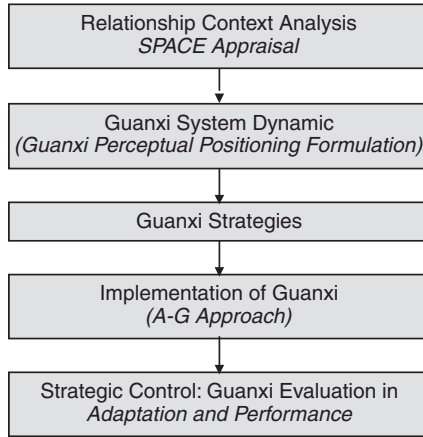 Relationship Context Analysis
SPACE Appraisal
Guanxi System Dynamic
(Guanxi Perceptual Positioning Formulation)
Guanxi Strategies
Implementation of Guanxi
(A-G Approach)
Strategic Control: Guanxi Evaluation in
Adaptation and Performance